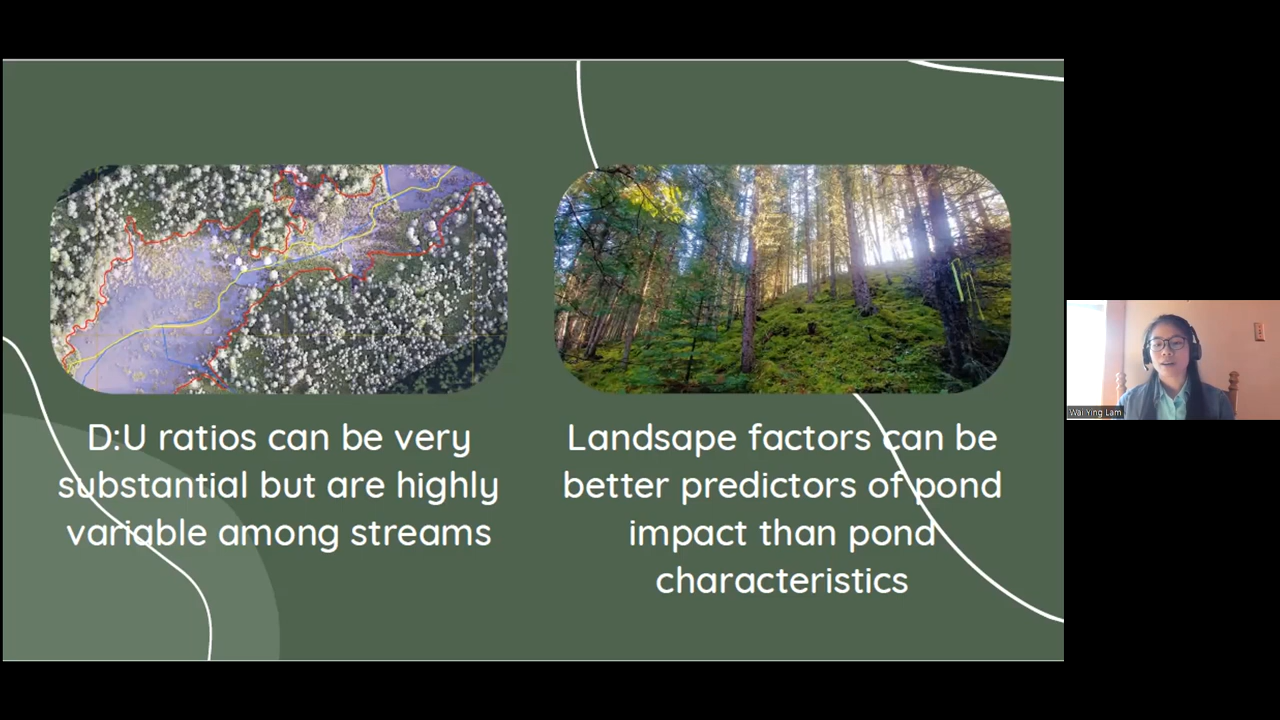 D:U ratios can be very
substantial but are highly
variable among streams
Landsape factors can be
better predictors of pond
impact than pond
characteristics
Wai Ying Lam